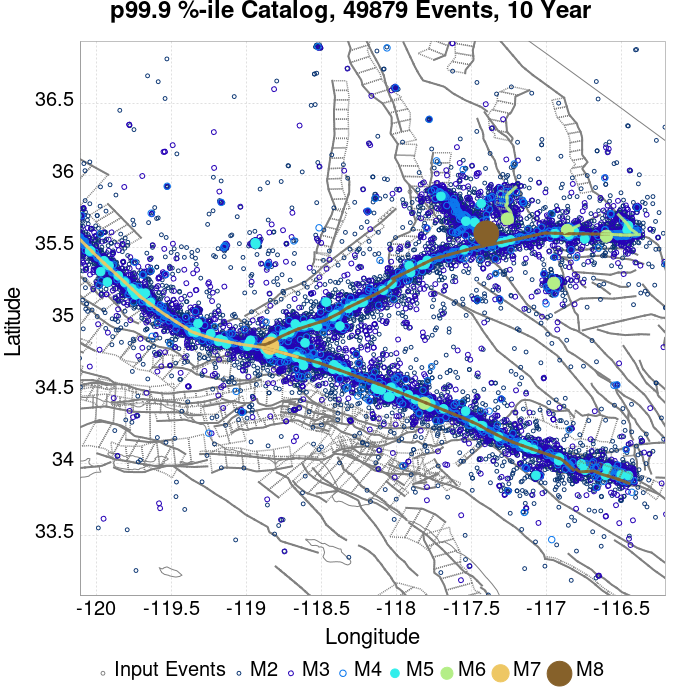 p99.9 %-ile Catalog, 49879 Events, 10 Year
36.5
36
35.5
35
34.5
34
33.5
Latitude
-120 -119.5 -119 -118.5 -118 -117.5 -117 -116.5
Longitude
Input Events M2 M3 M4 M5 M6 M7 M8